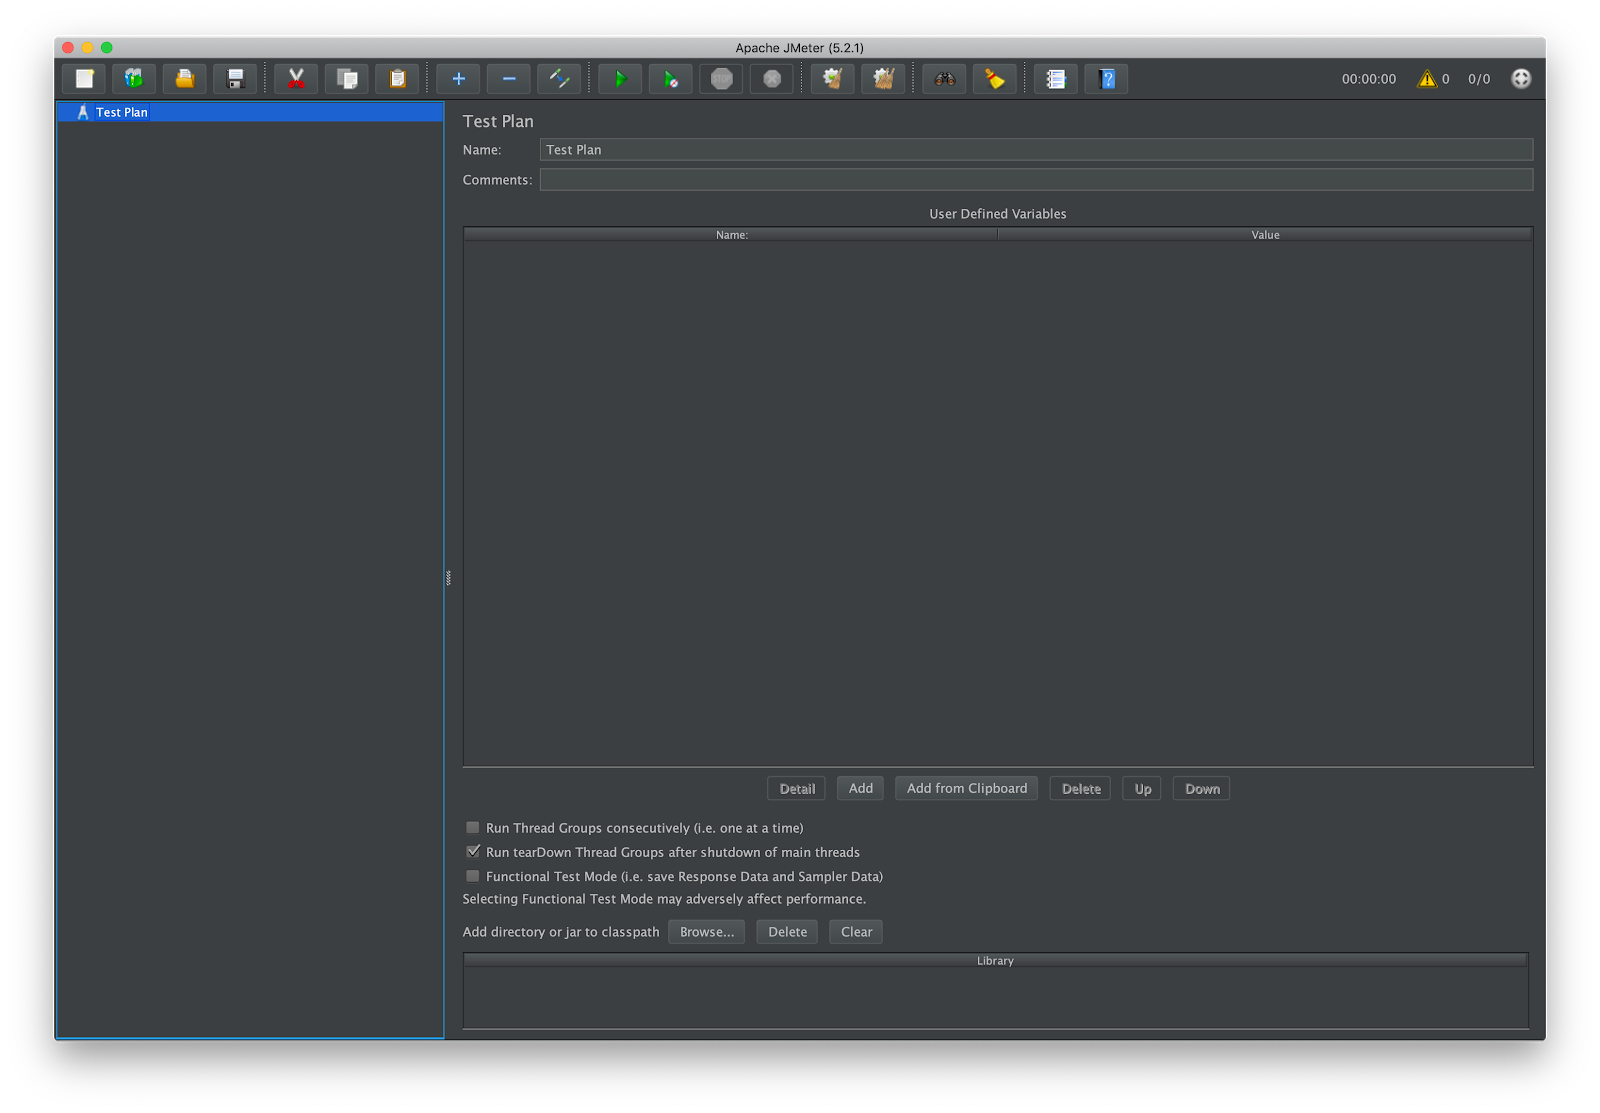 Apache JMeter (5.2.1)
STOP
00:00:00 0 0/0
Test Plan
Test Plan
Name: Test Plan
Comments:
User Defined Variables
Name: Value
Detail Add Add from Clipboard Delete Up Down
Run Thread Groups consecutively (i.e. one at a time)
Run tearDown Thread Groups after shutdown of main threads
Functional Test Mode (i.e. save Response Data and Sampler Data)
Selecting Functional Test Mode may adversely affect performance.
Add directory or jar to classpath Browse... Delete Clear
Library